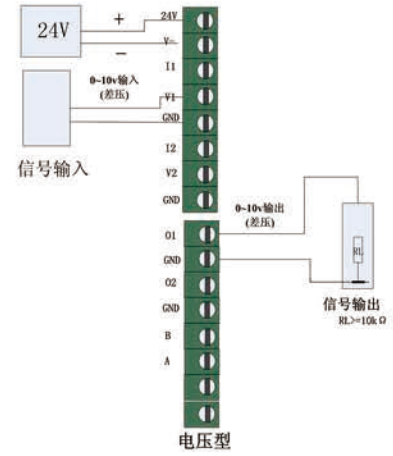 24V
+
24V
−
V-
I1
0~10v输入
(差压)
V1
GND
信号输入
I2
V2
GND
0~10v输出
(差压)
O1
GND
RL
O2
信号输出
RL>=10kΩ
GND
B
A
电压型